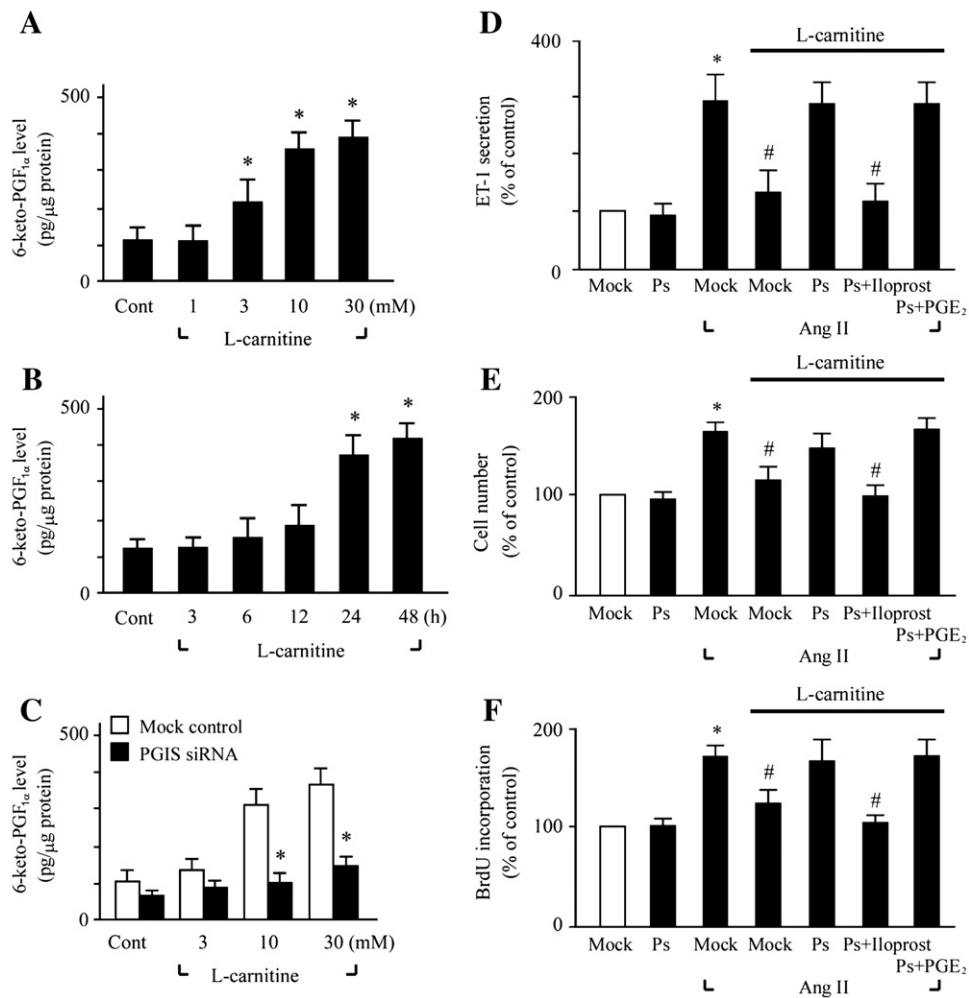 A
6-keto-PGF1α level
(pg/μg protein)
500
0
* * *
Cont 1 3 10 30 (mM)
L-carnitine
B
6-keto-PGF1α level
(pg/μg protein)
500
0
* *
Cont 3 6 12 24 48 (h)
L-carnitine
C
Mock control
PGIS siRNA
6-keto-PGF1α level
(pg/μg protein)
500
0
* *
Cont 3 10 30 (mM)
L-carnitine
D
L-carnitine
ET-1 secretion
(% of control)
400
0
* # #
Mock Ps Mock Mock Ps Ps+Iloprost
Ps+PGE2
Ang II
E
L-carnitine
Cell number
(% of control)
200
100
0
* # #
Mock Ps Mock Mock Ps Ps+Iloprost
Ps+PGE2
Ang II
F
L-carnitine
BrdU incorporation
(% of control)
200
100
0
* # #
Mock Ps Mock Mock Ps Ps+Iloprost
Ps+PGE2
Ang II